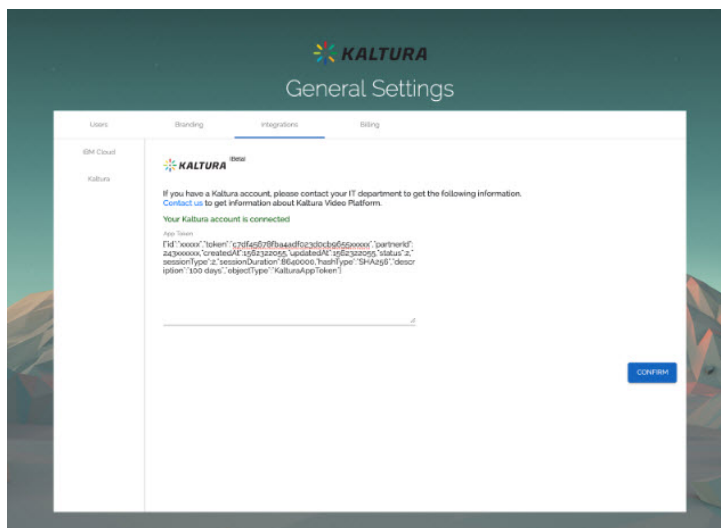 KALTURA
General Settings
Users
Branding
Integrations
Billing
IBM Cloud
Kaltura
KALTURA (Beta)
If you have a Kaltura account, please contact your IT department to get the following information.
Contact us to get information about Kaltura Video Platform.
Your Kaltura account is connected
App Token
["id":"xxxxx","token":"c7df45678fba4adf023d0cb9655xxxxx","partnerId":
243xxxxxx,"createdAt":1562322055,"updatedAt":1562322055,"status":2,"
sessionType":2,"sessionDuration":8640000,"hashType":"SHA256","descr
iption":"100 days","objectType":"KalturaAppToken"}
CONFIRM